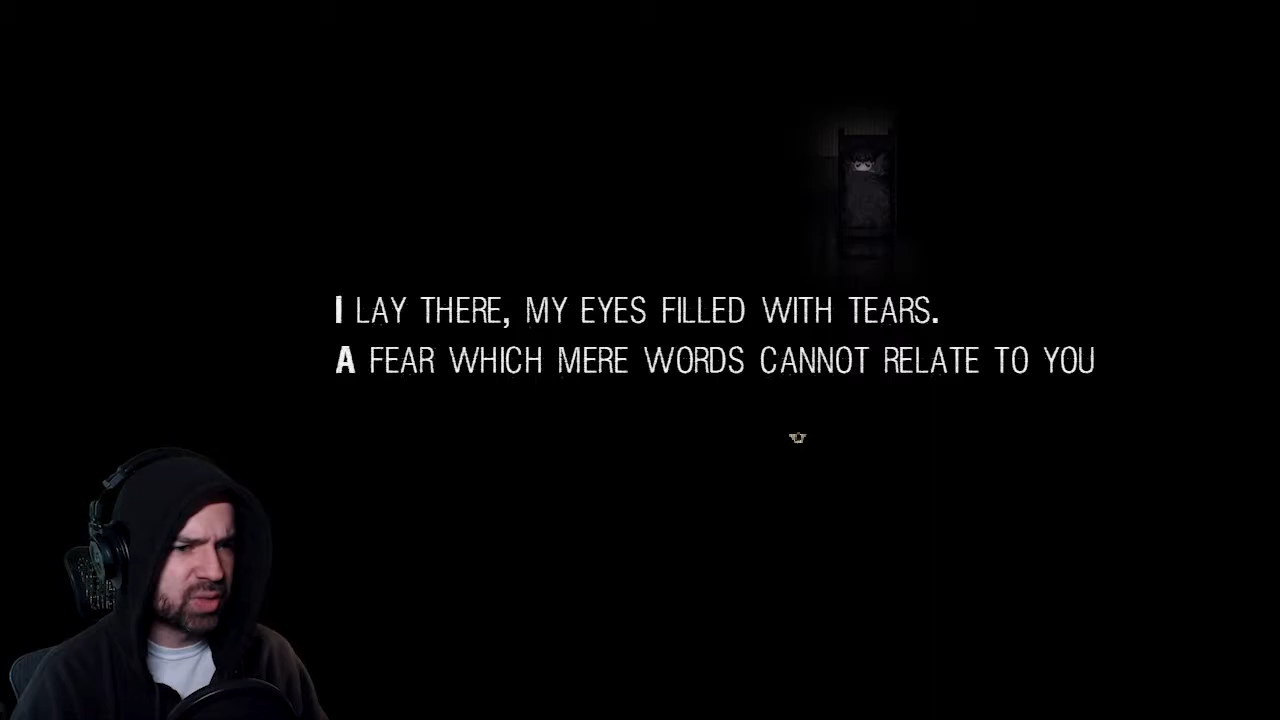 I LAY THERE, MY EYES FILLED WITH TEARS.
A FEAR WHICH MERE WORDS CANNOT RELATE TO YOU